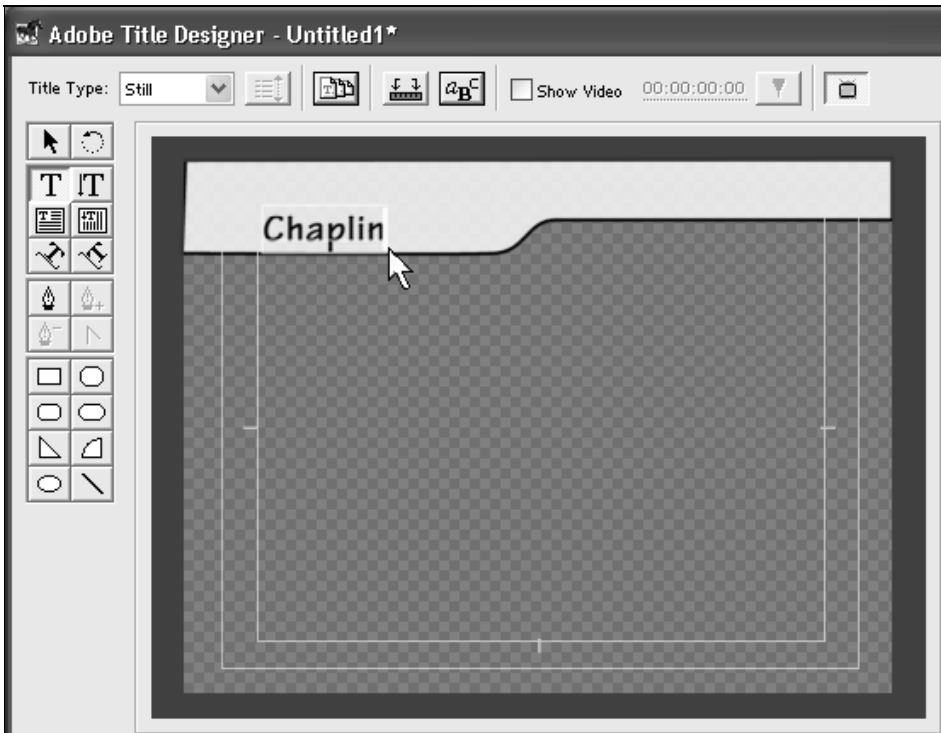 Adobe Title Designer - Untitled1*
Title Type: Still Show Video 00:00:00:00
Chaplin